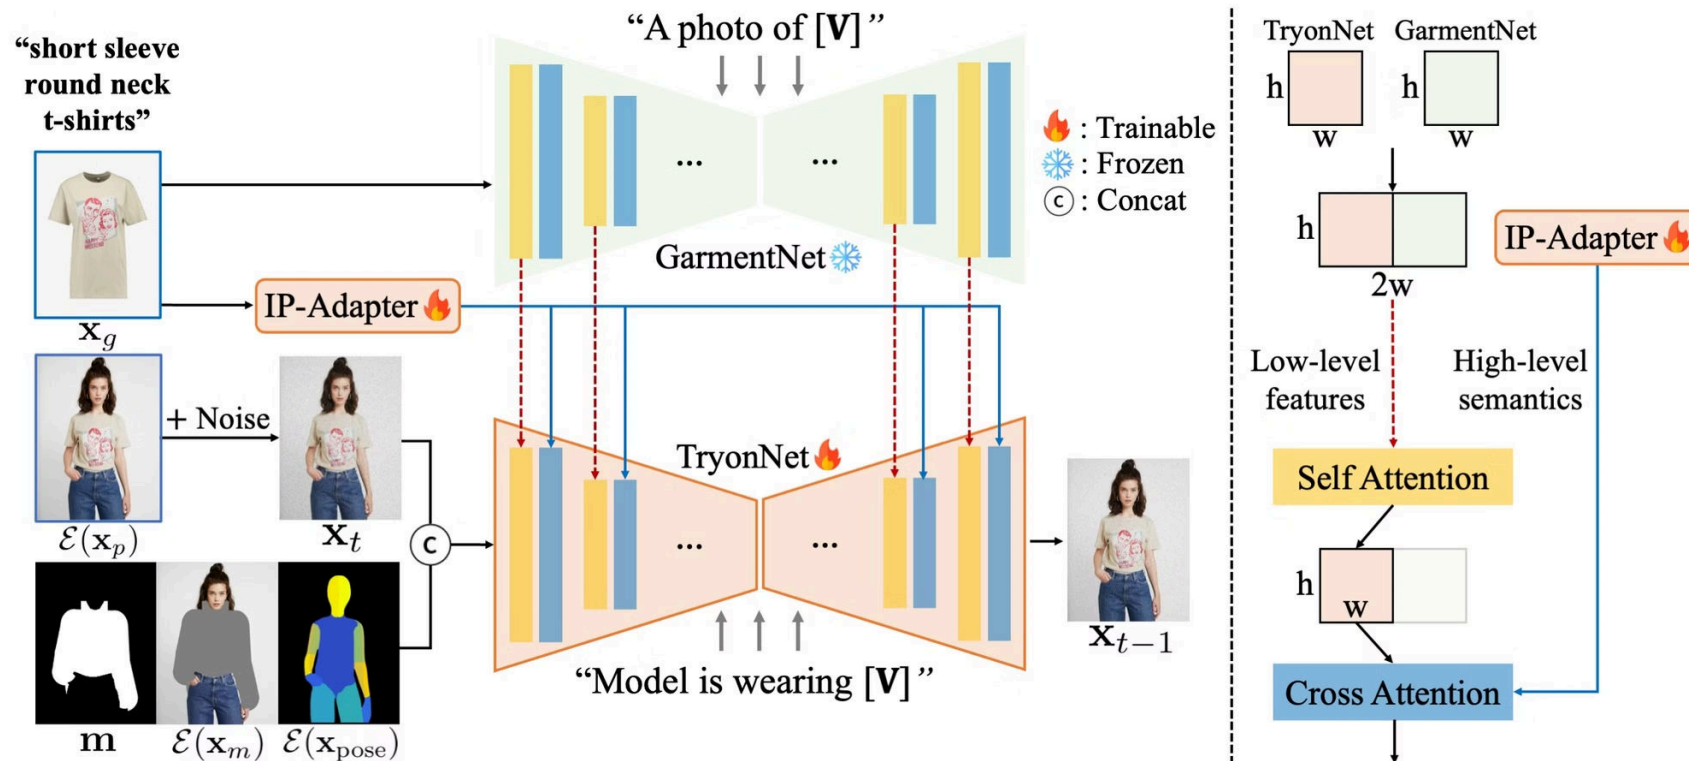 “short sleeve
round neck
t-shirts”
x_g
IP-Adapter
ℰ(x_p)
+ Noise
x_t
m
ℰ(x_m)
ℰ(x_pose)
C
“A photo of [V]”
...
...
GarmentNet
: Trainable
: Frozen
C : Concat
TryonNet
...
...
“Model is wearing [V]”
x_{t−1}
TryonNet
GarmentNet
h
h
w
w
h
2w
IP-Adapter
Low-level
features
High-level
semantics
Self Attention
h
w
Cross Attention